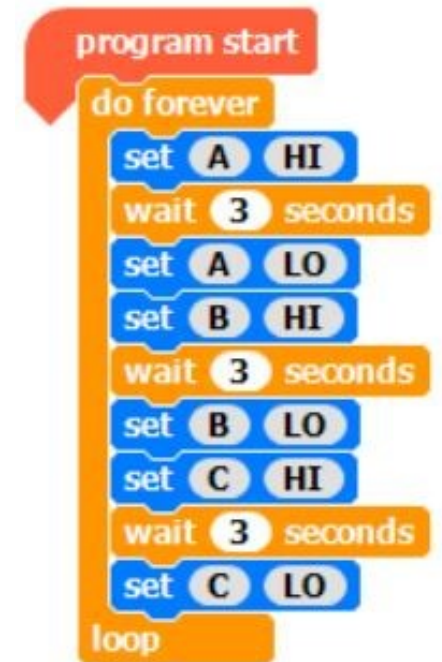 program start
do forever
set A HI
wait 3 seconds
set A LO
set B HI
wait 3 seconds
set B LO
set C HI
wait 3 seconds
set C LO
loop